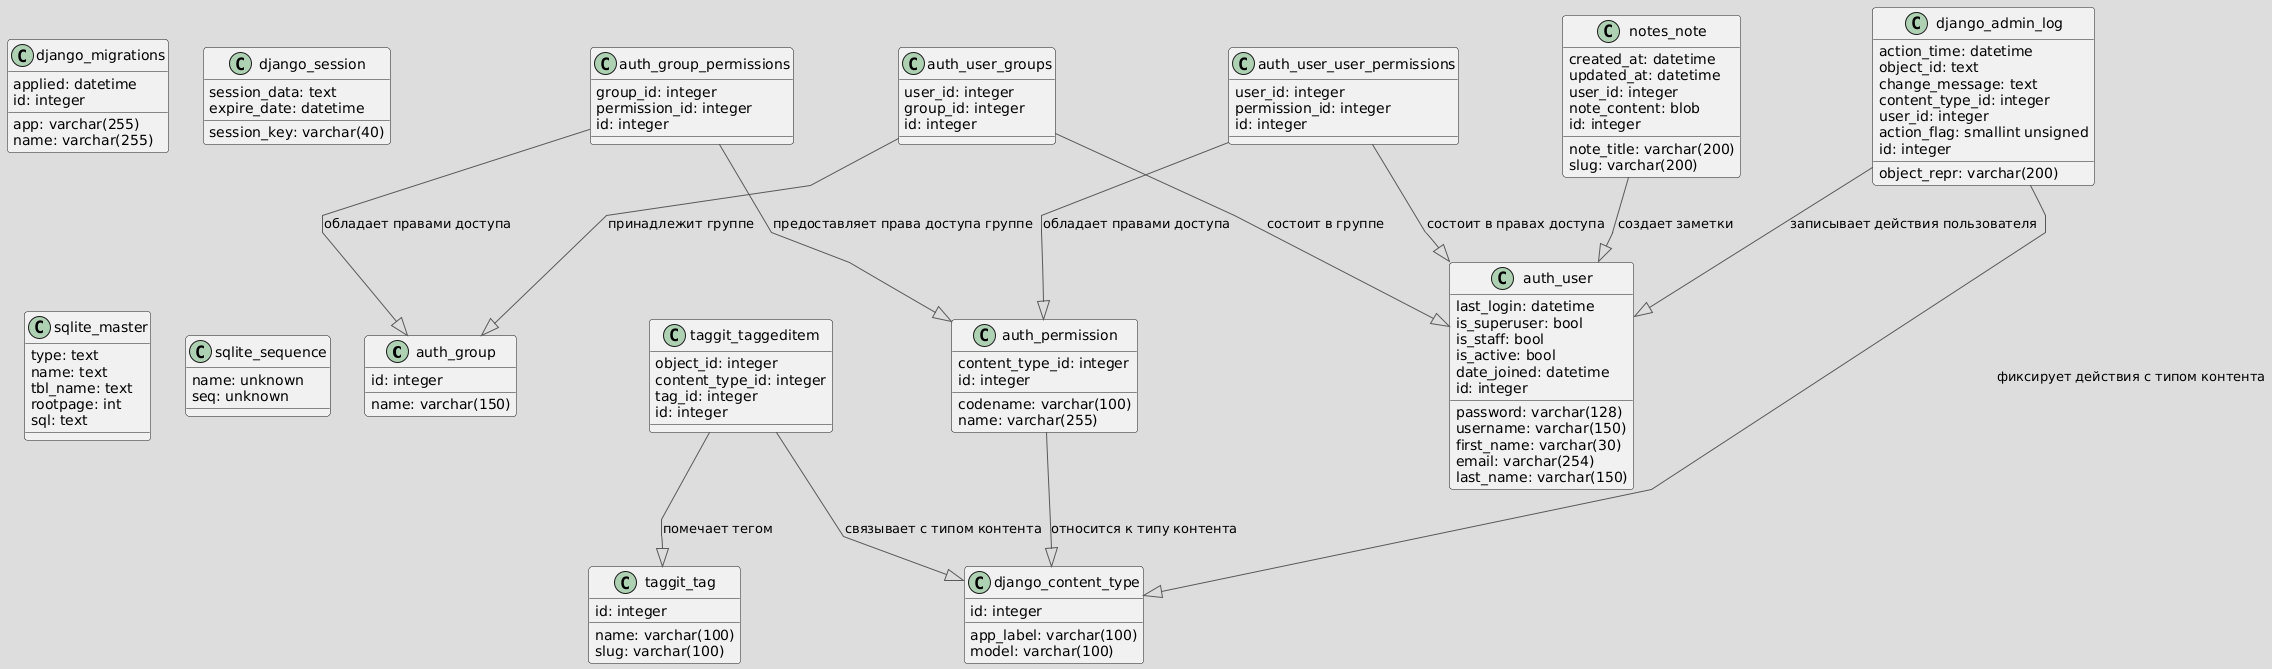 C django_migrations
applied: datetime
id: integer
app: varchar(255)
name: varchar(255)
C django_session
session_data: text
expire_date: datetime
session_key: varchar(40)
C auth_group_permissions
group_id: integer
permission_id: integer
id: integer
C auth_user_groups
user_id: integer
group_id: integer
id: integer
C auth_user_user_permissions
user_id: integer
permission_id: integer
id: integer
C notes_note
created_at: datetime
updated_at: datetime
user_id: integer
note_content: blob
id: integer
note_title: varchar(200)
slug: varchar(200)
C django_admin_log
action_time: datetime
object_id: text
change_message: text
content_type_id: integer
user_id: integer
action_flag: smallint unsigned
id: integer
object_repr: varchar(200)
обладает правами доступа
принадлежит группе
предоставляет права доступа группе
обладает правами доступа
состоит в группе
состоит в правах доступа
создает заметки
записывает действия пользователя
C sqlite_master
type: text
name: text
tbl_name: text
rootpage: int
sql: text
C sqlite_sequence
name: unknown
seq: unknown
C auth_group
id: integer
name: varchar(150)
C taggit_taggeditem
object_id: integer
content_type_id: integer
tag_id: integer
id: integer
C auth_permission
content_type_id: integer
id: integer
codename: varchar(100)
name: varchar(255)
C auth_user
last_login: datetime
is_superuser: bool
is_staff: bool
is_active: bool
date_joined: datetime
id: integer
password: varchar(128)
username: varchar(150)
first_name: varchar(30)
email: varchar(254)
last_name: varchar(150)
фиксирует действия с типом контента
помечает тегом
связывает с типом контента
относится к типу контента
C taggit_tag
id: integer
name: varchar(100)
slug: varchar(100)
C django_content_type
id: integer
app_label: varchar(100)
model: varchar(100)